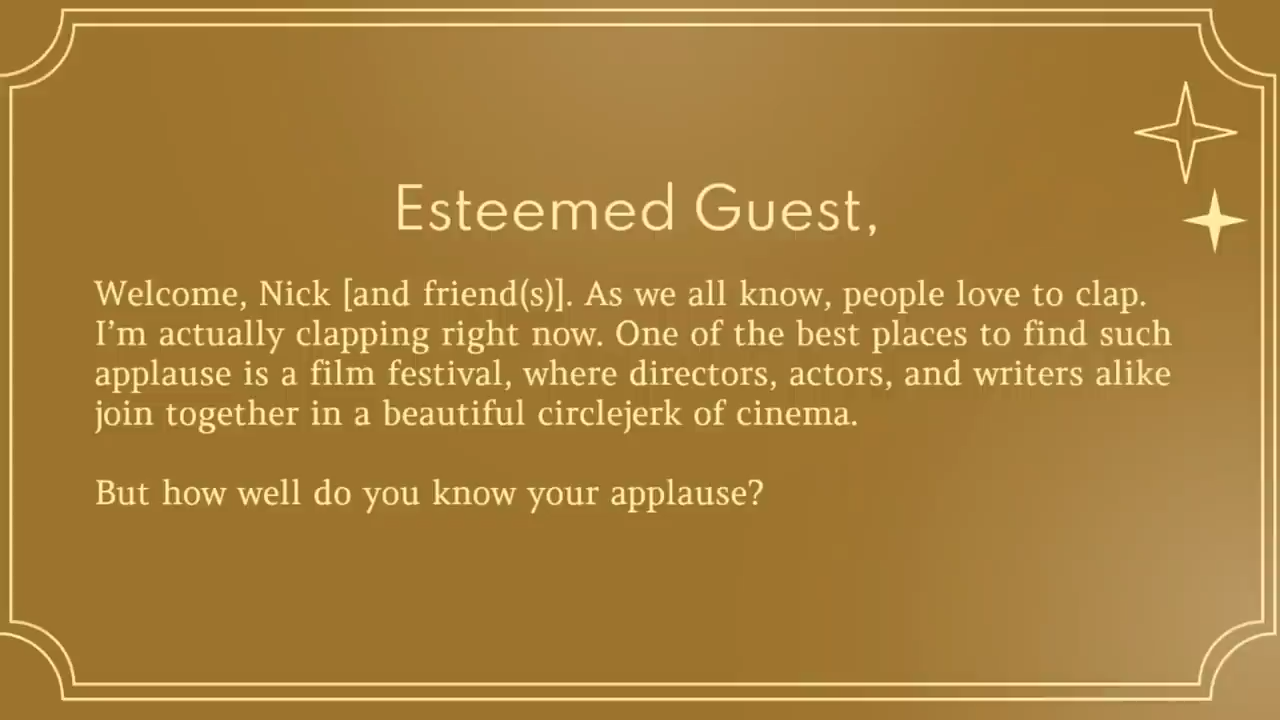 Esteemed Guest,
Welcome, Nick [and friend(s)]. As we all know, people love to clap.
I'm actually clapping right now. One of the best places to find such
applause is a film festival, where directors, actors, and writers alike
join together in a beautiful circlejerk of cinema.
But how well do you know your applause?